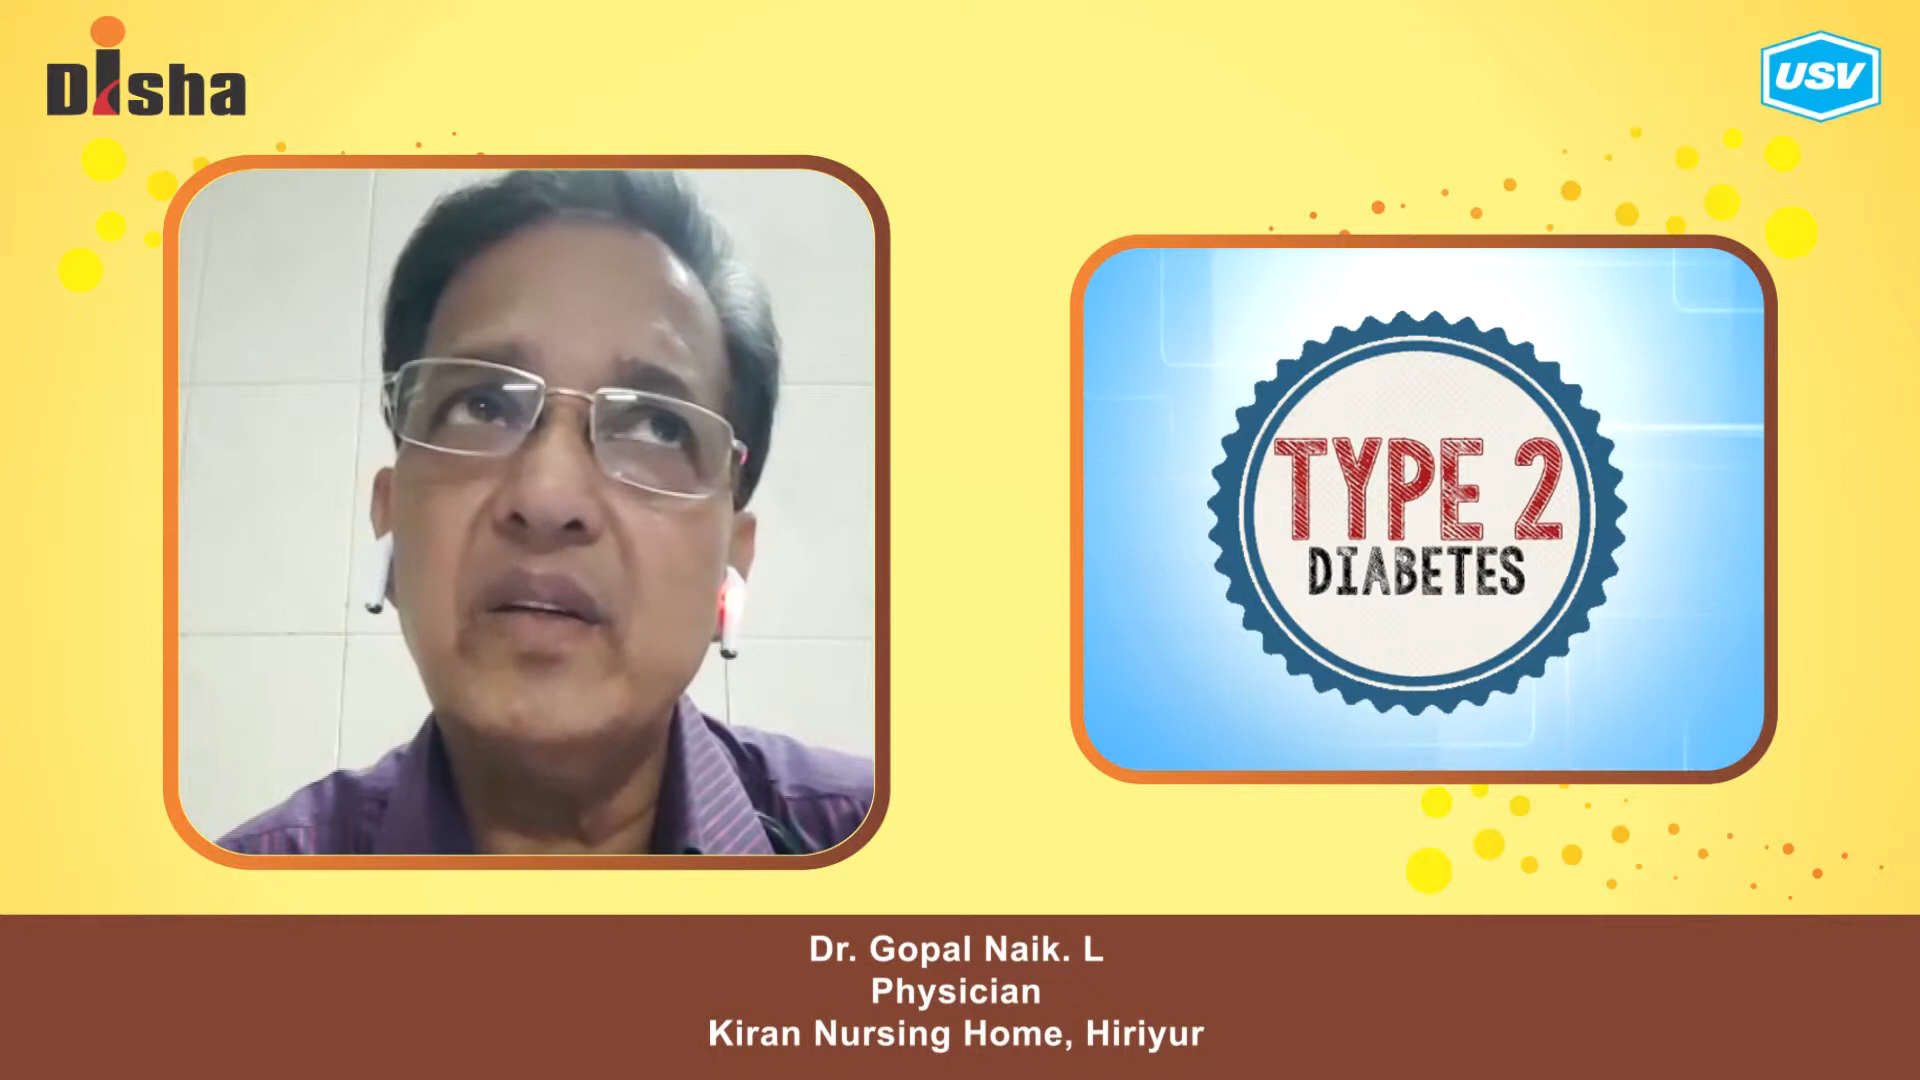 Disha
USV
TYPE 2
DIABETES
Dr. Gopal Naik. L
Physician
Kiran Nursing Home, Hiriyur